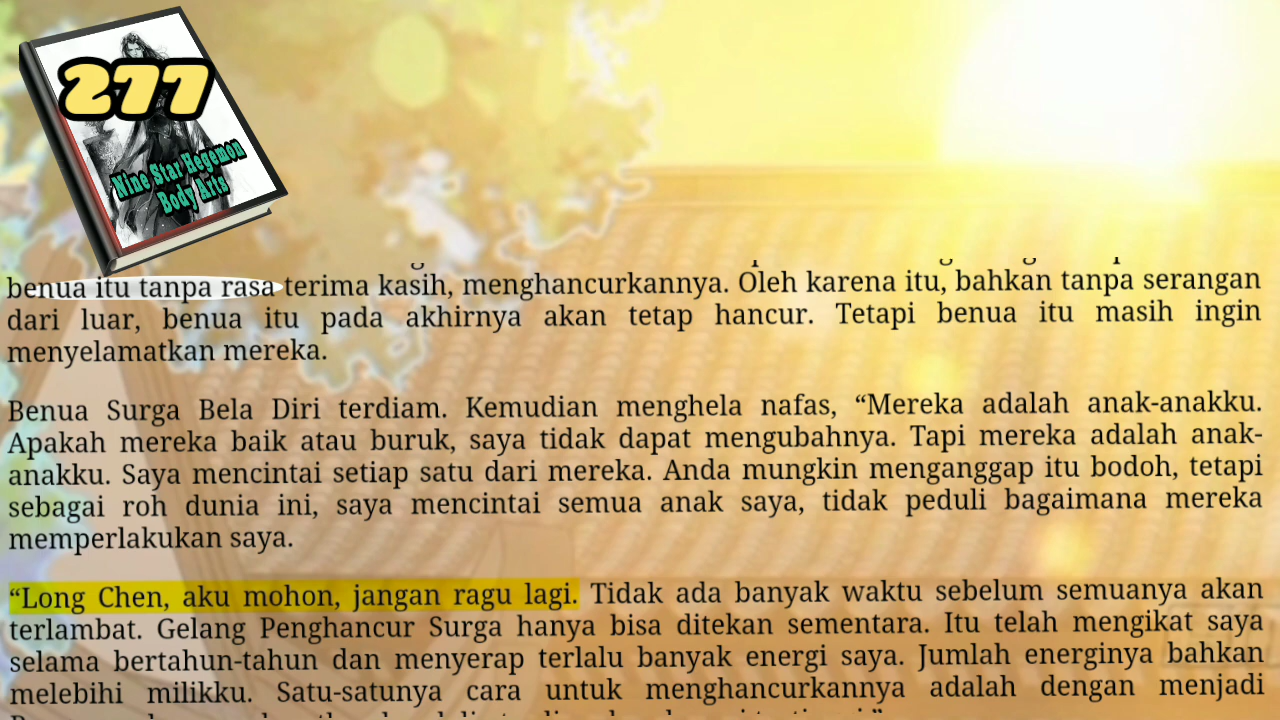 277
Nine Star Hegemon
Body Arts
benua itu tanpa rasa terima kasih, menghancurkannya. Oleh karena itu, bahkan tanpa serangan
dari luar, benua itu pada akhirnya akan tetap hancur. Tetapi benua itu masih ingin
menyelamatkan mereka.
Benua Surga Bela Diri terdiam. Kemudian menghela nafas, “Mereka adalah anak-anakku.
Apakah mereka baik atau buruk, saya tidak dapat mengubahnya. Tapi mereka adalah anak-
anakku. Saya mencintai setiap satu dari mereka. Anda mungkin menganggap itu bodoh, tetapi
sebagai roh dunia ini, saya mencintai semua anak saya, tidak peduli bagaimana mereka
memperlakukan saya.
“Long Chen, aku mohon, jangan ragu lagi. Tidak ada banyak waktu sebelum semuanya akan
terlambat. Gelang Penghancur Surga hanya bisa ditekan sementara. Itu telah mengikat saya
selama bertahun-tahun dan menyerap terlalu banyak energi saya. Jumlah energinya bahkan
melebihi milikku. Satu-satunya cara untuk menghancurkannya adalah dengan menjadi